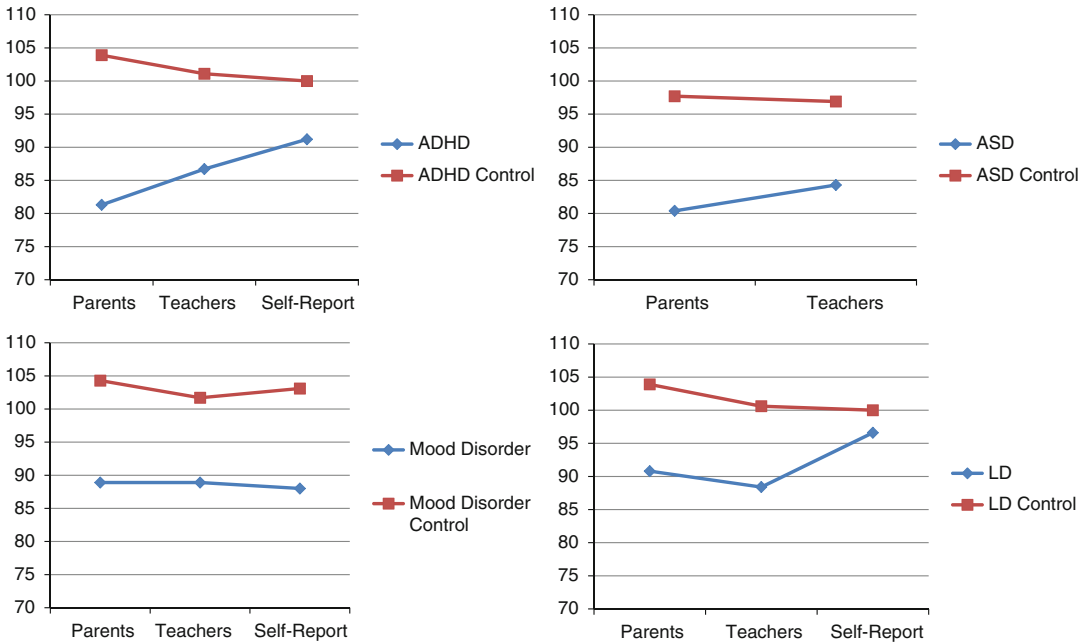 110
105
100
95
90
85
80
75
70
Parents Teachers Self-Report
ADHD
ADHD Control
110
105
100
95
90
85
80
75
70
Parents Teachers
ASD
ASD Control
110
105
100
95
90
85
80
75
70
Parents Teachers Self-Report
Mood Disorder
Mood Disorder
Control
110
105
100
95
90
85
80
75
70
Parents Teachers Self-Report
LD
LD Control